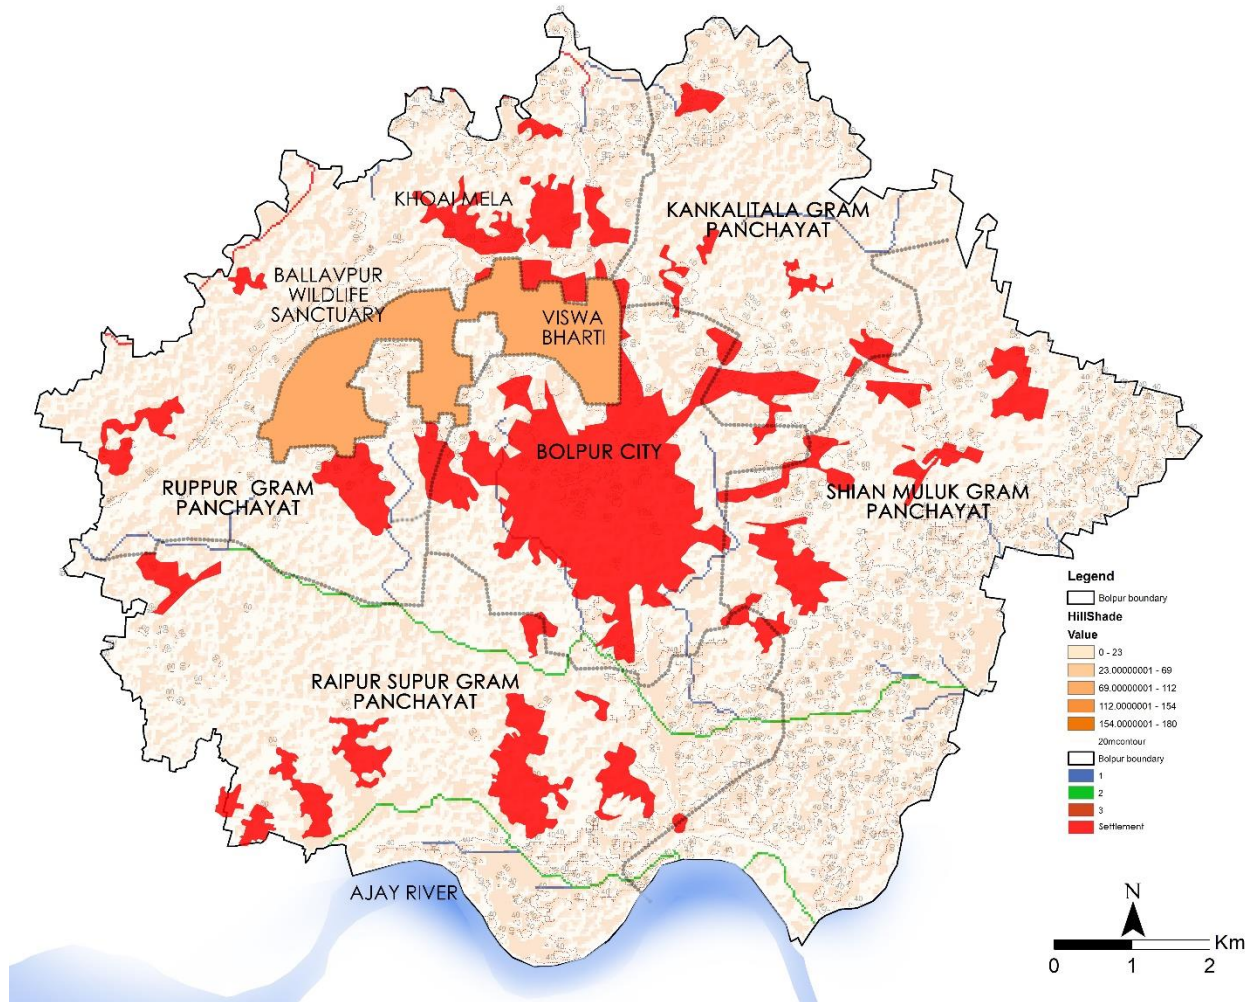 KHOAI MELA
KANKALITALA GRAM
PANCHAYAT
BALLAVPUR
WILDLIFE
SANCTUARY
VISWA
BHARTI
BOLPUR CITY
RUPPUR GRAM
PANCHAYAT
SHIAN MULUK GRAM
PANCHAYAT
RAIPUR SUPUR GRAM
PANCHAYAT
AJAY RIVER
Legend
Bolpur boundary
HillShade
Value
0 - 23
23.00000001 - 69
69.00000001 - 112
112.0000001 - 154
154.0000001 - 180
20mcontour
Bolpur boundary
1
2
3
Settlement
N
Km
0 1 2